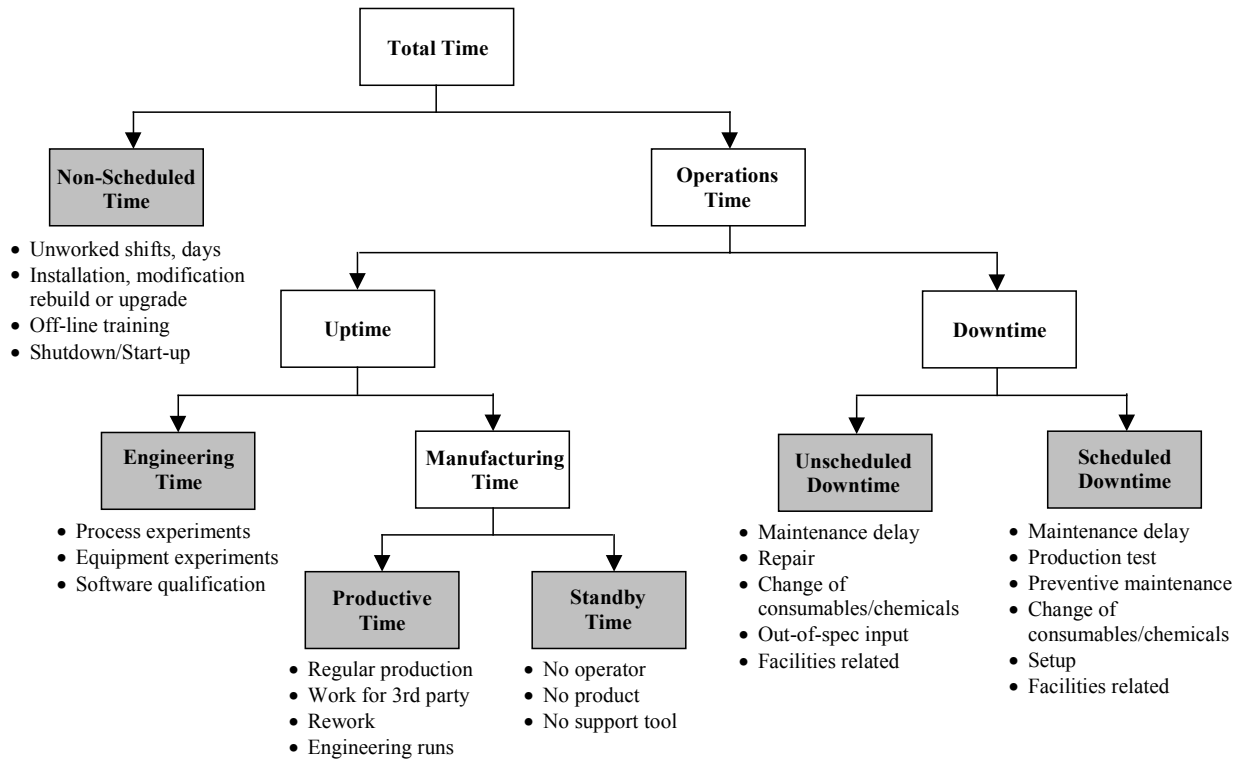 Total Time
Non-Scheduled
Time
• Unworked shifts, days
• Installation, modification
rebuild or upgrade
• Off-line training
• Shutdown/Start-up
Operations
Time
Uptime
Downtime
Engineering
Time
• Process experiments
• Equipment experiments
• Software qualification
Manufacturing
Time
Productive
Time
• Regular production
• Work for 3rd party
• Rework
• Engineering runs
Standby
Time
• No operator
• No product
• No support tool
Unscheduled
Downtime
• Maintenance delay
• Repair
• Change of
consumables/chemicals
• Out-of-spec input
• Facilities related
Scheduled
Downtime
• Maintenance delay
• Production test
• Preventive maintenance
• Change of
consumables/chemicals
• Setup
• Facilities related